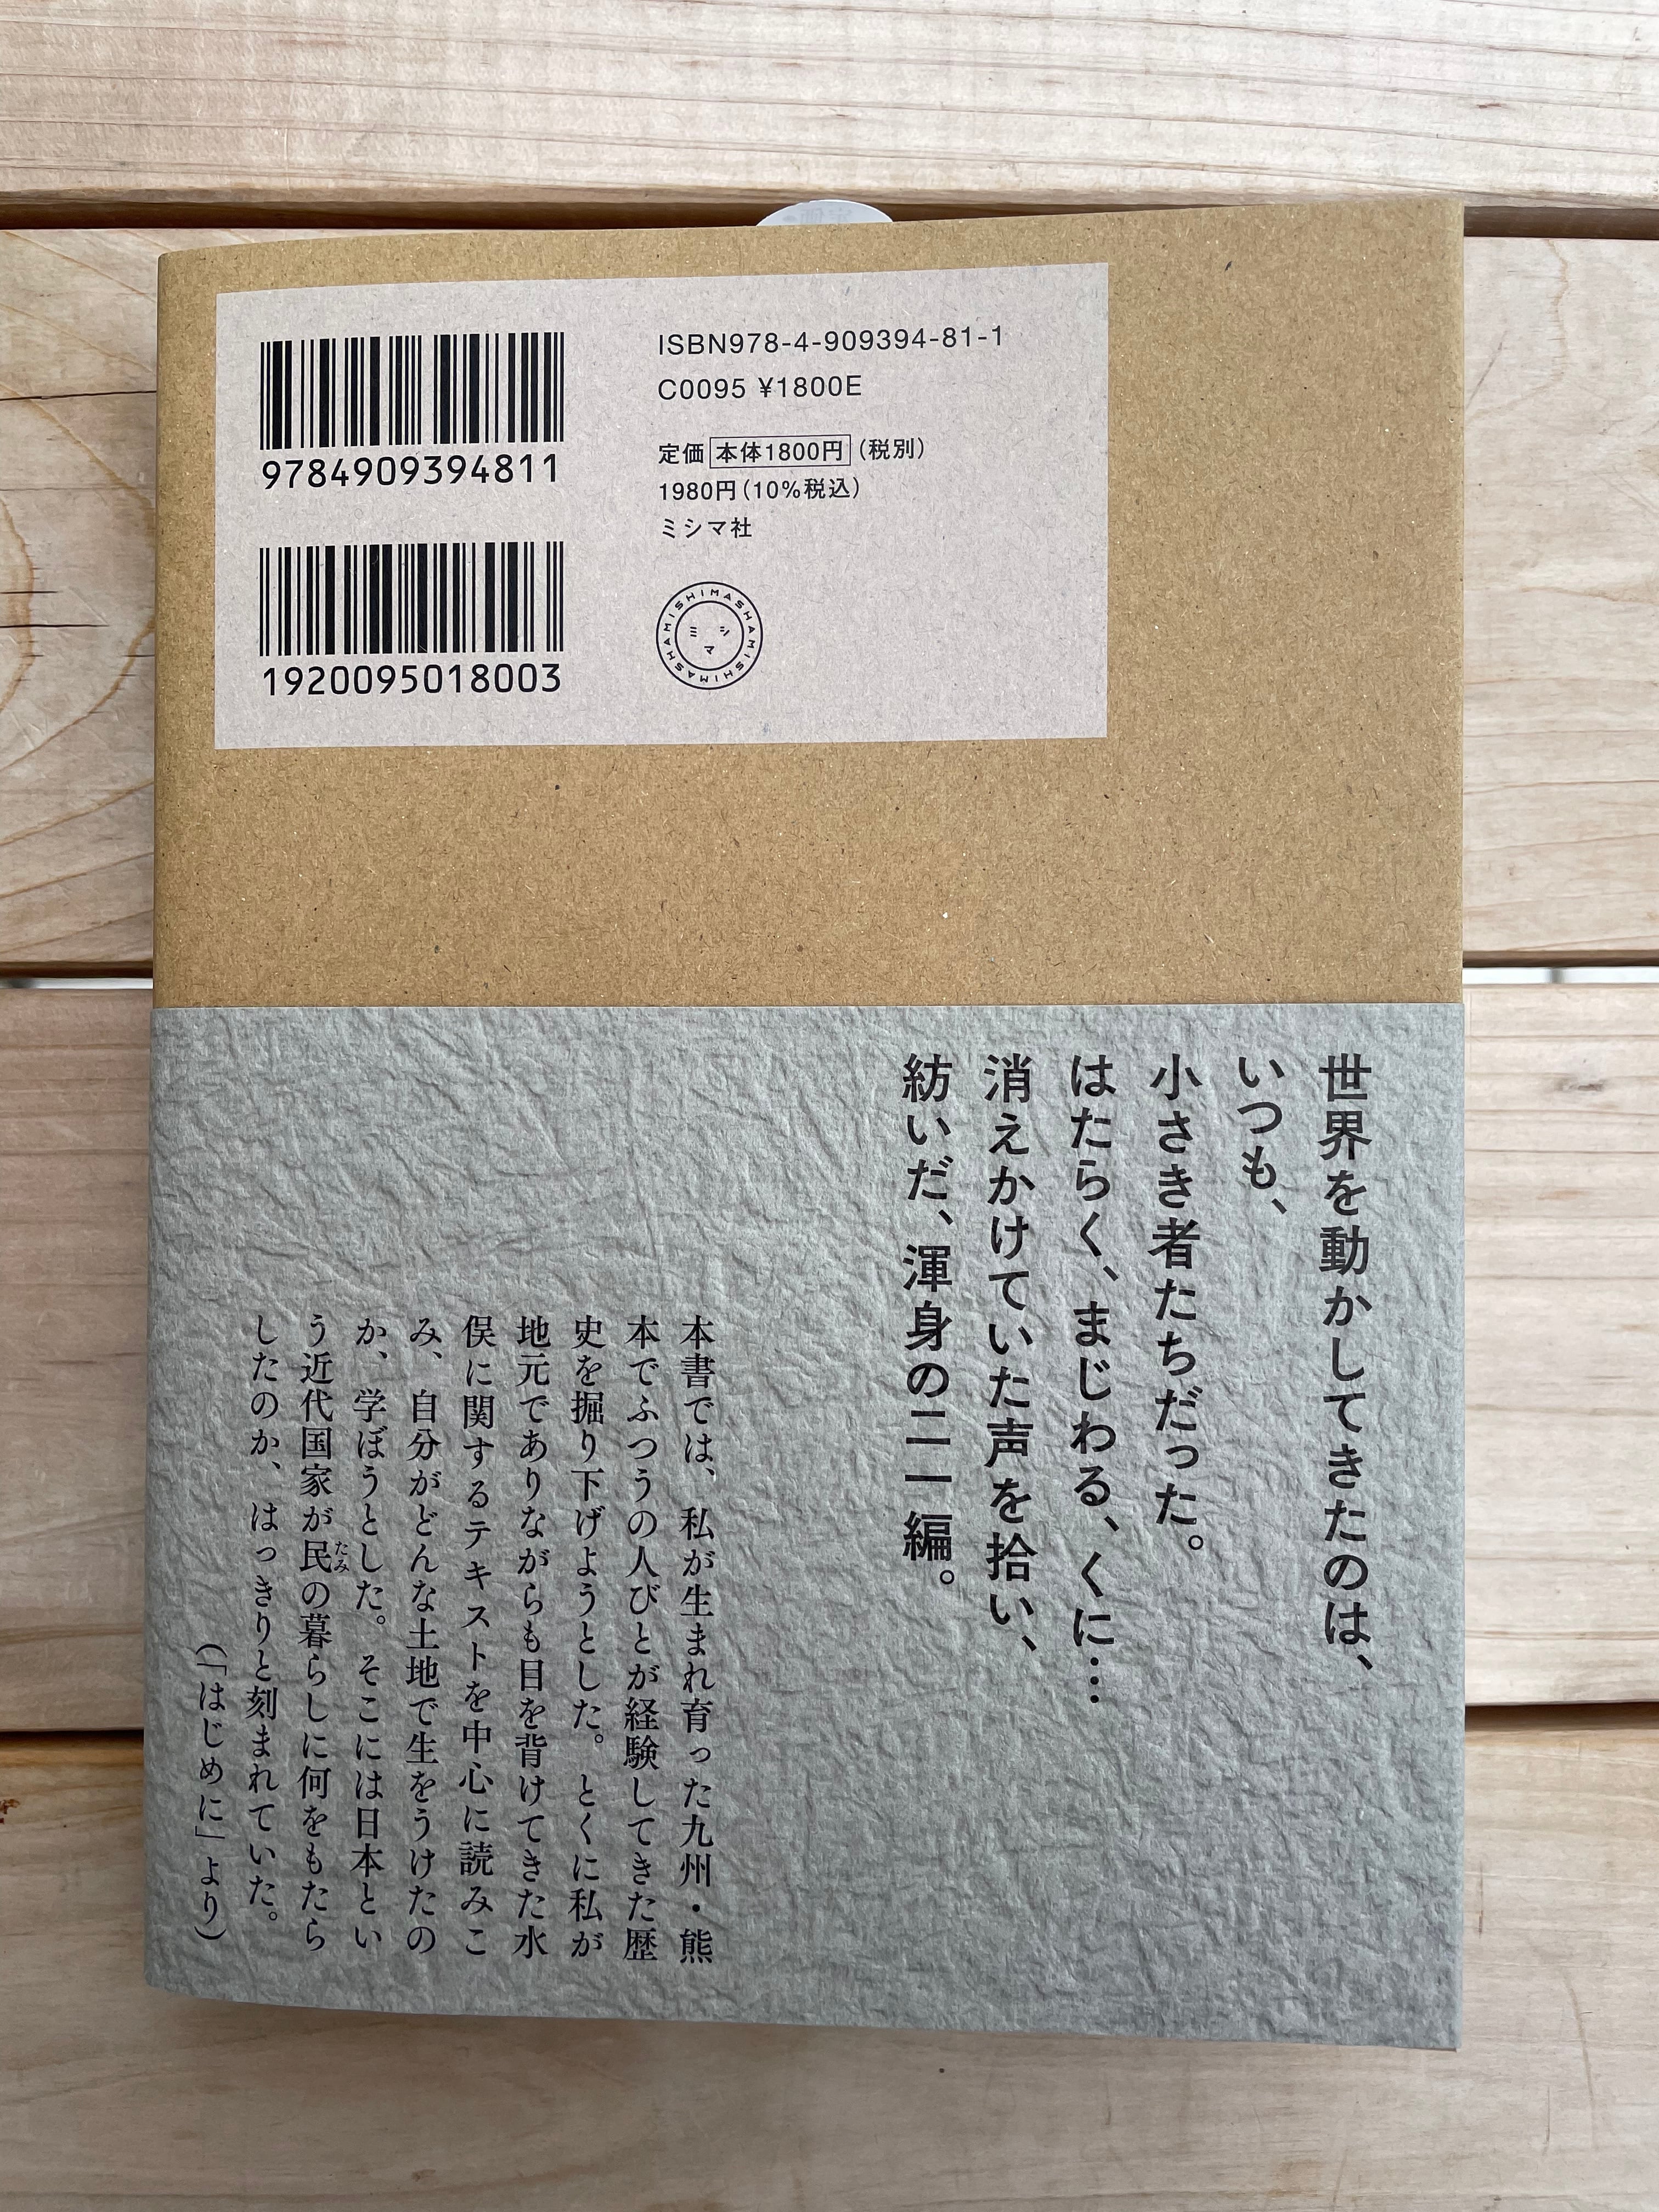 9784909394811
1920095018003
ISBN978-4-909394-81-1
C0095 ¥1800E
定価 本体1800円 (税別)
1980円(10%税込)
ミシマ社
MISHIMASHAMISHIMASHAMISHIMASHA
ミシマ
世界を動かしてきたのは、
いつも、
小さき者たちだった。
はたらく、まじわる、くに…
消えかけていた声を拾い、
紡いだ、渾身の二一編。
本書では、私が生まれ育った九州・熊
本でふつうの人びとが経験してきた歴
史を掘り下げようとした。とくに私が
地元でありながらも目を背けてきた水
俣に関するテキストを中心に読みこ
み、自分がどんな土地で生をうけたの
か、学ぼうとした。そこには日本とい
う近代国家が民たみの暮らしに何をもたら
したのか、はっきりと刻まれていた。
(「はじめに」より)